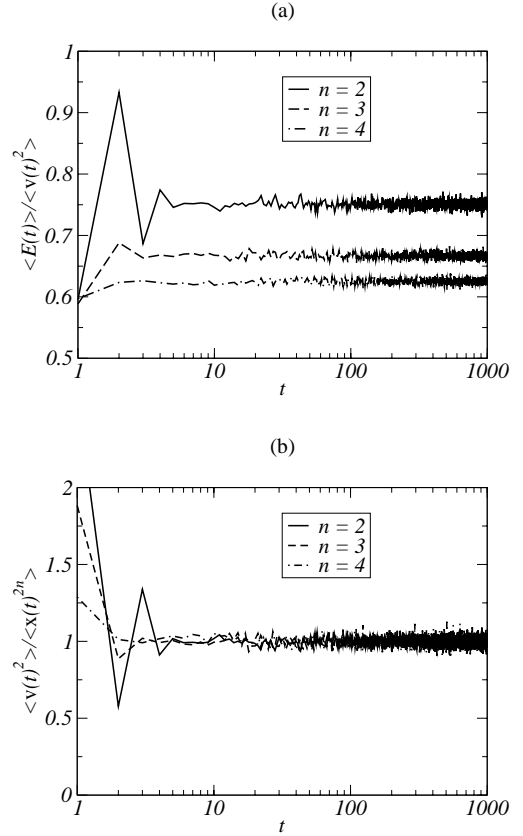 (a)
1
0.9
0.8
0.7
0.6
0.5
<E(t)>/<v(t)^2>
n = 2
n = 3
n = 4
1 10 100 1000
t
(b)
2
1.5
1
0.5
0
<v(t)^2>/<x(t)^{2n}>
n = 2
n = 3
n = 4
1 10 100 1000
t